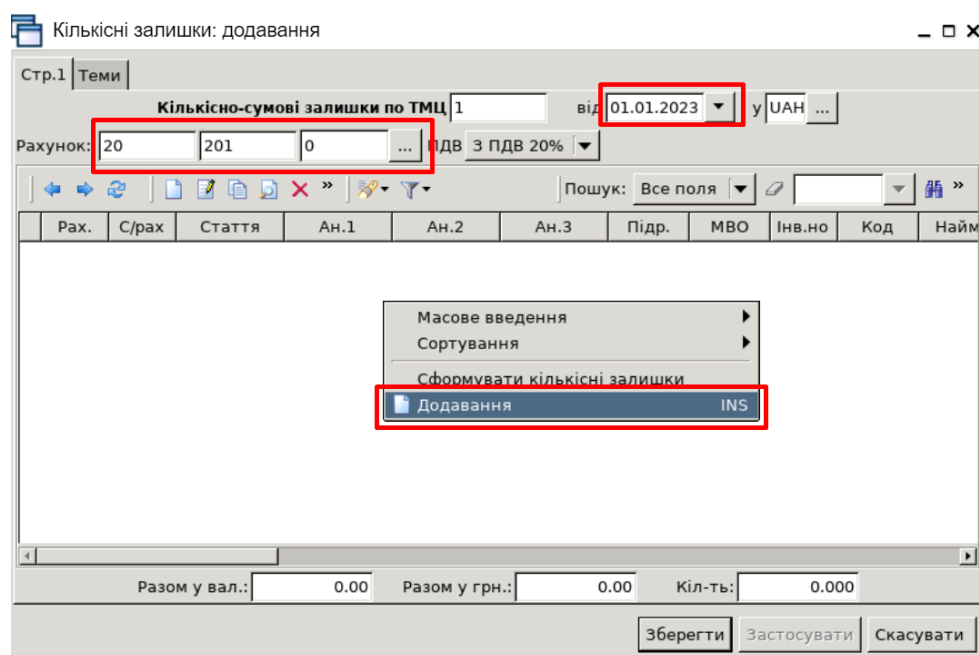 Кількісні залишки: додавання
Стр.1 Теми
Кількісно-сумові залишки по ТМЦ 1 від 01.01.2023 у UAH ...
Рахунок: 20 201 0 ... ПДВ З ПДВ 20%
» Пошук: Все поля »
Рах. С/рах Стаття Ан.1 Ан.2 Ан.3 Підр. МВО Інв.но Код Найм
Масове введення
Сортування
Сформувати кількісні залишки
Додавання INS
Разом у вал.: 0.00 Разом у грн.: 0.00 Кіл-ть: 0.000
Зберегти Застосувати Скасувати